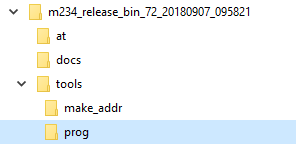 m234_release_bin_72_20180907_095821
at
docs
tools
make_addr
prog